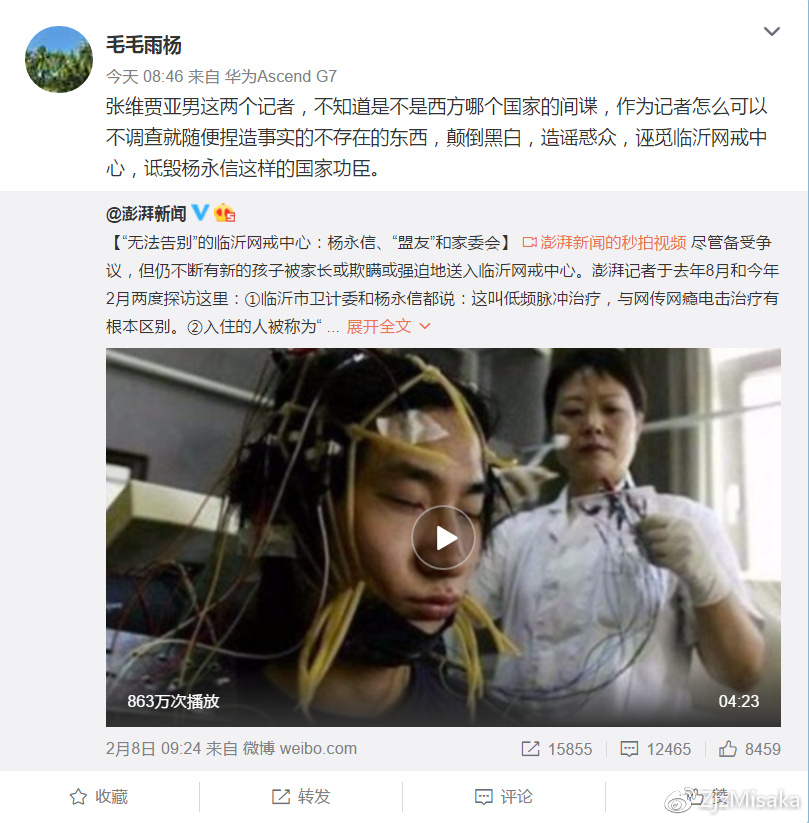 毛毛雨杨
今天 08:46 来自 华为Ascend G7
张维贾亚男这两个记者，不知道是不是西方哪个国家的间谍，作为记者怎么可以
不调查就随便捏造事实的不存在的东西，颠倒黑白，造谣惑众，诬觅临沂网戒中
心，诋毁杨永信这样的国家功臣。
@澎湃新闻
【“无法告别”的临沂网戒中心：杨永信、“盟友”和家委会】 澎湃新闻的秒拍视频 尽管备受争
议，但仍不断有新的孩子被家长或欺瞒或强迫地送入临沂网戒中心。澎湃记者于去年8月和今年
2月两度探访这里：①临沂市卫计委和杨永信都说：这叫低频脉冲治疗，与网传网瘾电击治疗有
根本区别。②入住的人被称为“ ... 展开全文
863万次播放 04:23
2月8日 09:24 来自 微博 weibo.com 15855 12465 8459
收藏 转发 评论 赞
ZjzMisaka